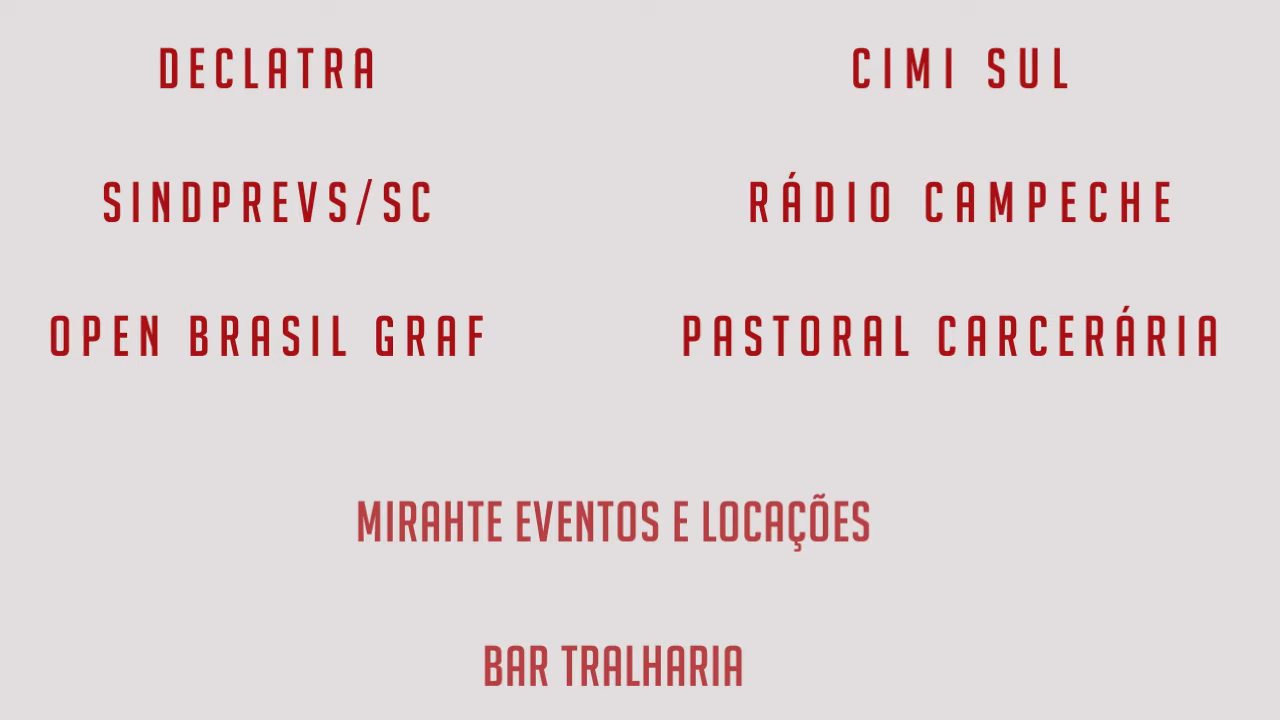 DECLATRA
CIMI SUL
SINDPREVS/SC
RÁDIO CAMPECHE
OPEN BRASIL GRAF
PASTORAL CARCERÁRIA
MIRAHTE EVENTOS E LOCAÇÕES
BAR TRALHARIA